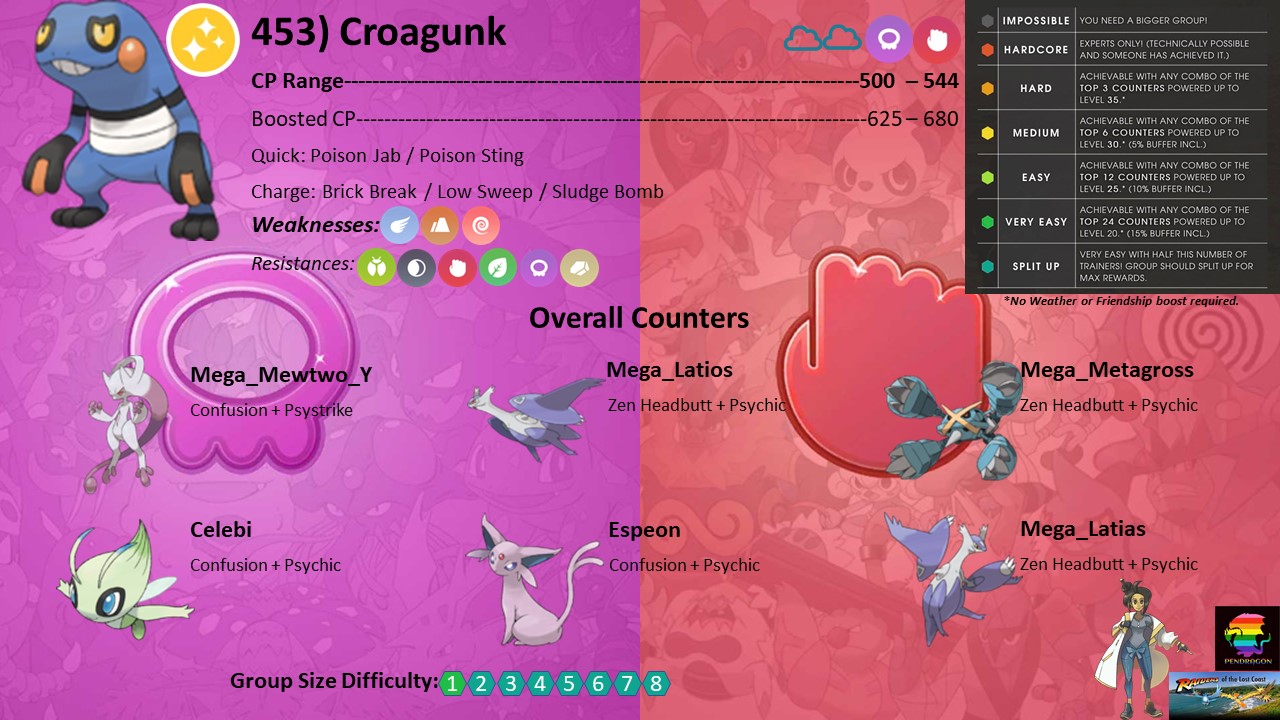 453) Croagunk
CP Range--------------------------------------------------------------------------------------500 – 544
Boosted CP-------------------------------------------------------------------------------------625 – 680
Quick: Poison Jab / Poison Sting
Charge: Brick Break / Low Sweep / Sludge Bomb
Weaknesses:
Resistances:
IMPOSSIBLE YOU NEED A BIGGER GROUP!
HARDCORE EXPERTS ONLY! (TECHNICALLY POSSIBLE
AND SOMEONE HAS ACHIEVED IT.)
HARD ACHIEVABLE WITH ANY COMBO OF THE
TOP 3 COUNTERS POWERED UP TO
LEVEL 35.*
MEDIUM ACHIEVABLE WITH ANY COMBO OF THE
TOP 6 COUNTERS POWERED UP TO
LEVEL 30.* (5% BUFFER INCL.)
EASY ACHIEVABLE WITH ANY COMBO OF THE
TOP 12 COUNTERS POWERED UP TO
LEVEL 25.* (10% BUFFER INCL.)
VERY EASY ACHIEVABLE WITH ANY COMBO OF THE
TOP 24 COUNTERS POWERED UP TO
LEVEL 20.* (15% BUFFER INCL.)
SPLIT UP VERY EASY WITH HALF THIS NUMBER OF
TRAINERS! GROUP SHOULD SPLIT UP FOR
MAX REWARDS.
*No Weather or Friendship boost required.
Overall Counters
Mega_Mewtwo_Y
Confusion + Psystrike
Mega_Latios
Zen Headbutt + Psychic
Mega_Metagross
Zen Headbutt + Psychic
Celebi
Confusion + Psychic
Espeon
Confusion + Psychic
Mega_Latias
Zen Headbutt + Psychic
Group Size Difficulty: 1 2 3 4 5 6 7 8
PENDRAGON
RAIDERS of the Lost Coast